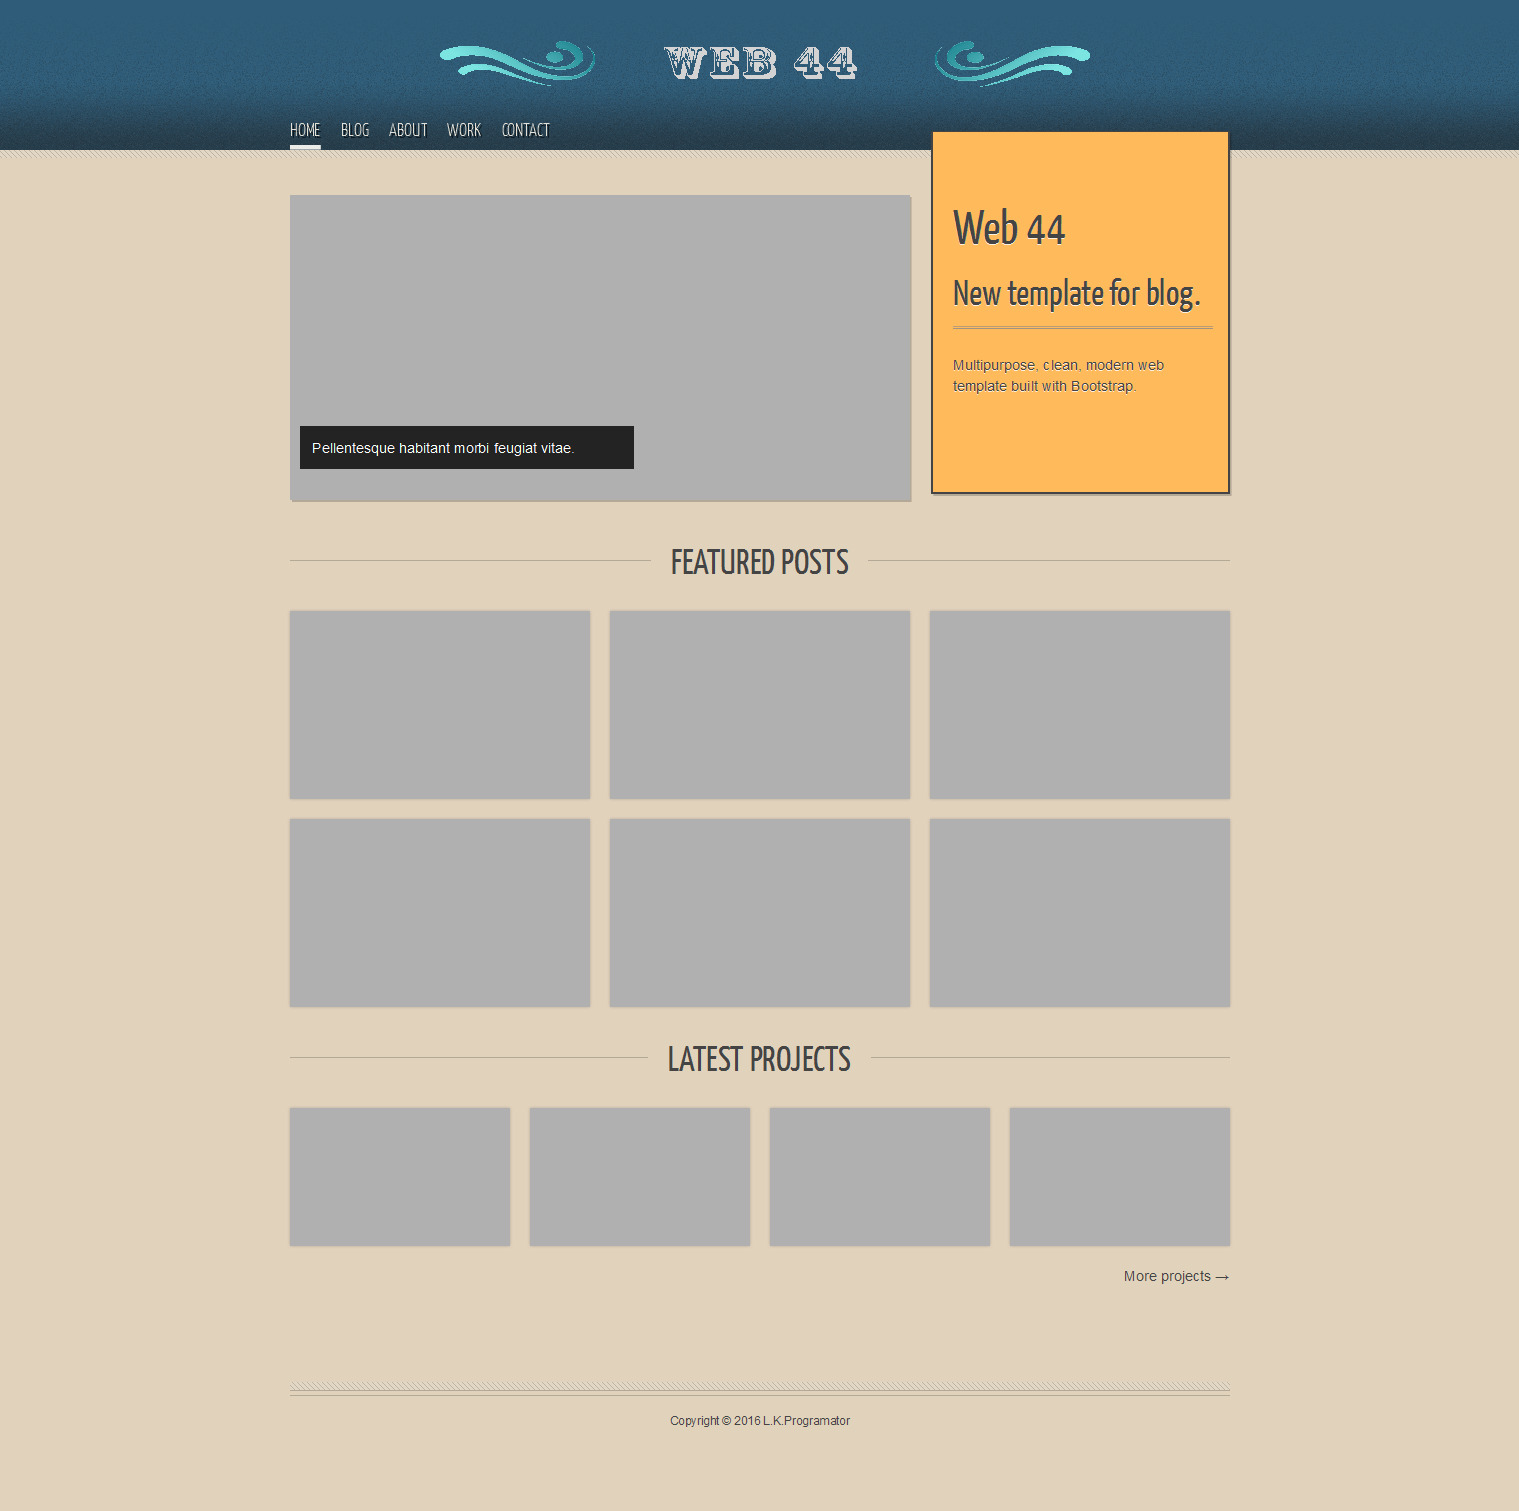 WEB 44
HOME BLOG ABOUT WORK CONTACT
Web 44
New template for blog.
Multipurpose, clean, modern web
template built with Bootstrap.
Pellentesque habitant morbi feugiat vitae.
FEATURED POSTS
LATEST PROJECTS
More projects →
Copyright © 2016 L.K.Programator